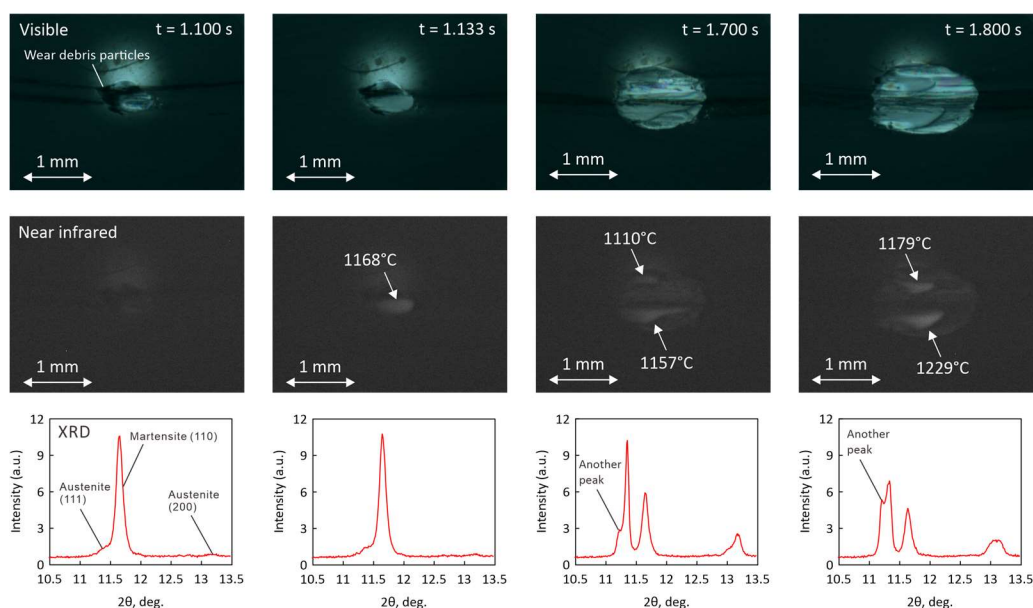 Visible
t = 1.100 s
Wear debris particles
1 mm
t = 1.133 s
1 mm
t = 1.700 s
1 mm
t = 1.800 s
1 mm
Near infrared
1 mm
1168°C
1 mm
1110°C
1157°C
1 mm
1179°C
1229°C
1 mm
XRD
Martensite (110)
Austenite
(111)
Austenite
(200)
Intensity (a.u.)
12
9
6
3
0
10.5 11 11.5 12 12.5 13 13.5
2θ, deg.
Intensity (a.u.)
12
9
6
3
0
10.5 11 11.5 12 12.5 13 13.5
2θ, deg.
Another
peak
Intensity (a.u.)
12
9
6
3
0
10.5 11 11.5 12 12.5 13 13.5
2θ, deg.
Another
peak
Intensity (a.u.)
12
9
6
3
0
10.5 11 11.5 12 12.5 13 13.5
2θ, deg.